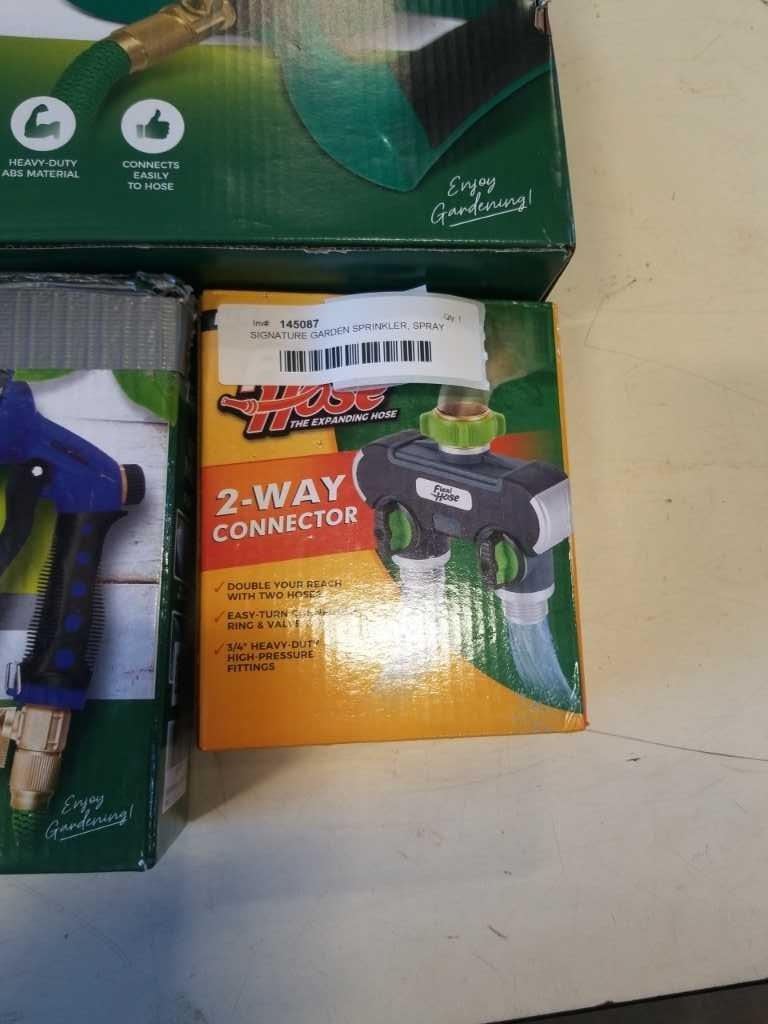 HEAVY-DUTY
ABS MATERIAL
CONNECTS
EASILY
TO HOSE
Enjoy
Gardening!
Inv# 145087 Qty: 1
SIGNATURE GARDEN SPRINKLER, SPRAY
Hose
THE EXPANDING HOSE
2-WAY
CONNECTOR
Flexi
Hose
✓ DOUBLE YOUR REACH
WITH TWO HOSES
✓ EASY-TURN
RING & VALVE
✓ 3/4" HEAVY-DUTY
HIGH-PRESSURE
FITTINGS
Enjoy
Gardening!